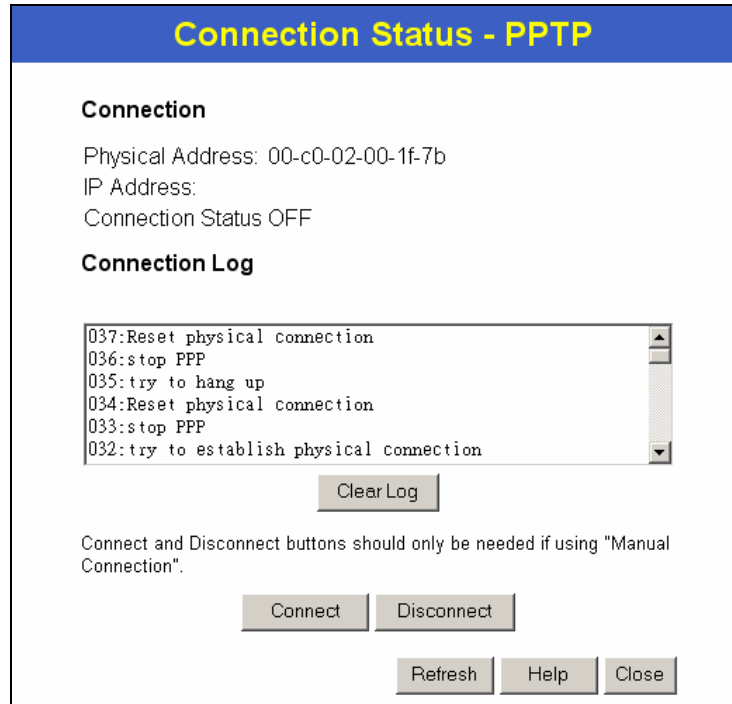 Connection Status - PPTP
Connection
Physical Address: 00-c0-02-00-1f-7b
IP Address:
Connection Status OFF
Connection Log
037:Reset physical connection
036:stop PPP
035:try to hang up
034:Reset physical connection
033:stop PPP
032:try to establish physical connection
Clear Log
Connect and Disconnect buttons should only be needed if using "Manual
Connection".
Connect Disconnect
Refresh Help Close